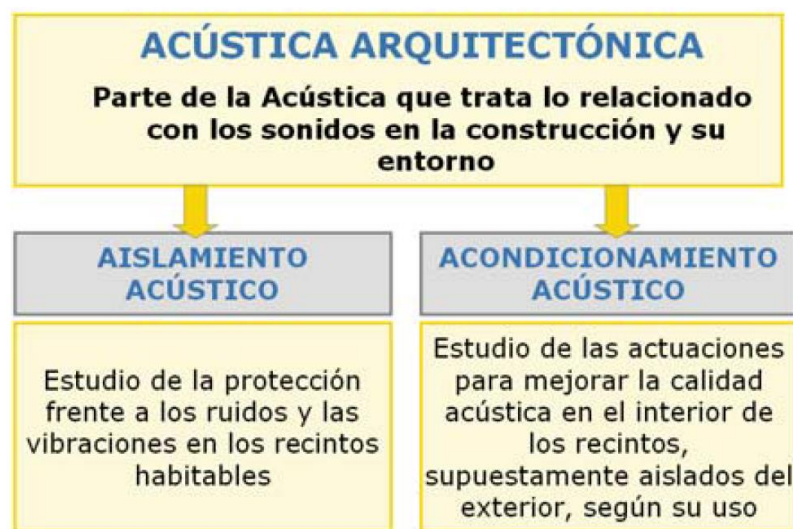 ACÚSTICA ARQUITECTÓNICA
Parte de la Acústica que trata lo relacionado
con los sonidos en la construcción y su
entorno
AISLAMIENTO
ACÚSTICO
Estudio de la protección
frente a los ruidos y las
vibraciones en los recintos
habitables
ACONDICIONAMIENTO
ACÚSTICO
Estudio de las actuaciones
para mejorar la calidad
acústica en el interior de
los recintos,
supuestamente aislados del
exterior, según su uso